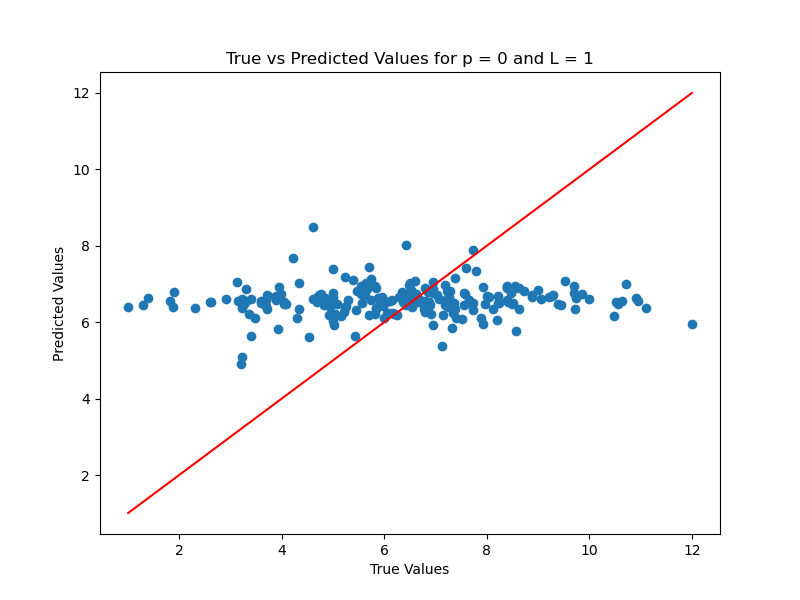 True vs Predicted Values for p = 0 and L = 1
12
10
8
6
4
2
Predicted Values
2 4 6 8 10 12
True Values